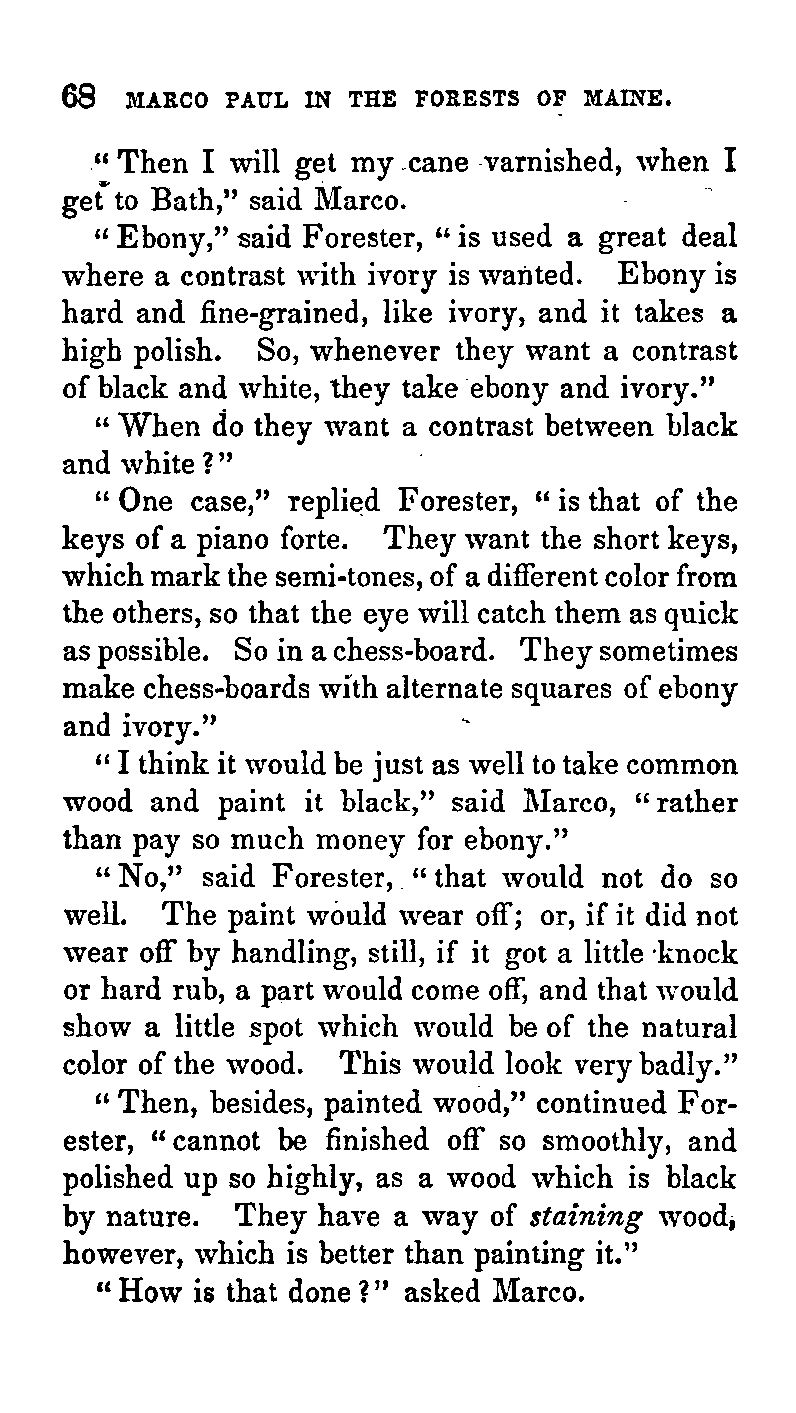 68 MARCO PAUL IN THE FORESTS OF MAINE.
“Then I will get my cane varnished, when I
get to Bath,” said Marco.
“Ebony,” said Forester, “is used a great deal
where a contrast with ivory is wanted. Ebony is
hard and fine-grained, like ivory, and it takes a
high polish. So, whenever they want a contrast
of black and white, they take ebony and ivory.”
“When do they want a contrast between black
and white?”
“One case,” replied Forester, “is that of the
keys of a piano forte. They want the short keys,
which mark the semi-tones, of a different color from
the others, so that the eye will catch them as quick
as possible. So in a chess-board. They sometimes
make chess-boards with alternate squares of ebony
and ivory.”
“I think it would be just as well to take common
wood and paint it black,” said Marco, “rather
than pay so much money for ebony.”
“No,” said Forester, “that would not do so
well. The paint would wear off; or, if it did not
wear off by handling, still, if it got a little knock
or hard rub, a part would come off, and that would
show a little spot which would be of the natural
color of the wood. This would look very badly.”
“Then, besides, painted wood,” continued For-
ester, “cannot be finished off so smoothly, and
polished up so highly, as a wood which is black
by nature. They have a way of staining wood,
however, which is better than painting it.”
“How is that done?” asked Marco.